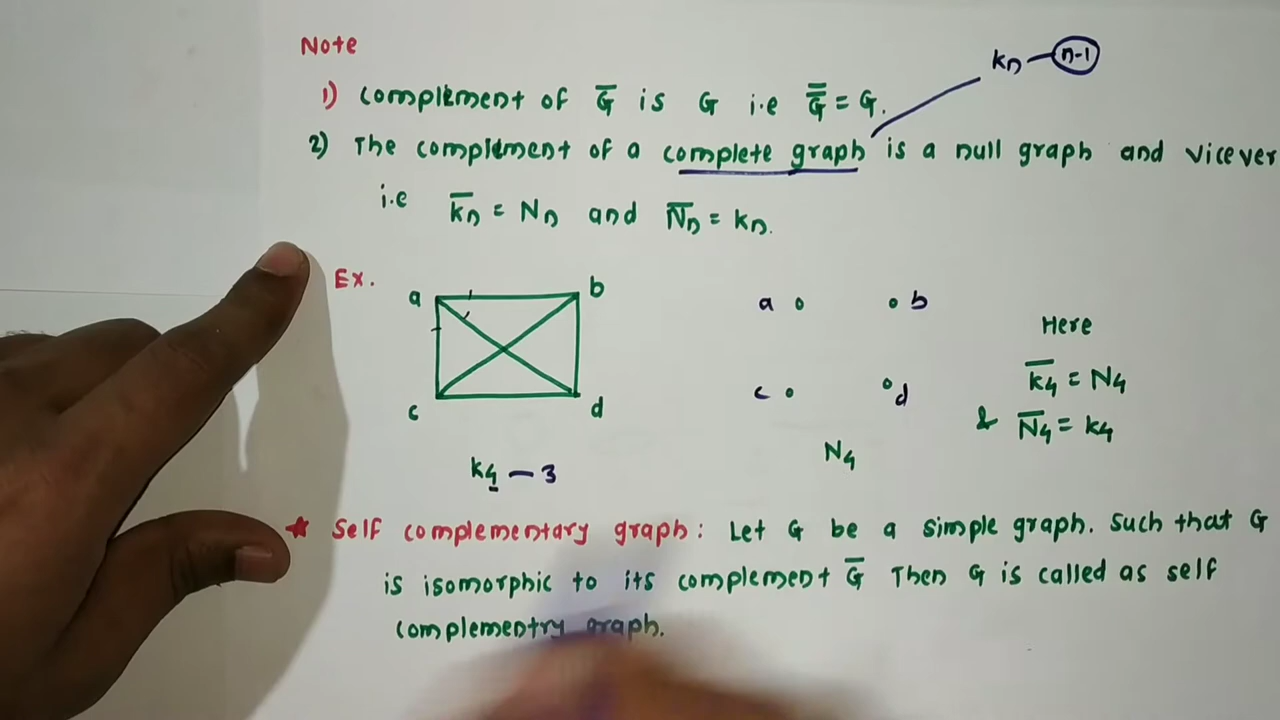 Note
kn — n-1
1) complement of G̅ is G i.e G̿ = G.
2) The complement of a complete graph is a null graph and vicever
i.e k̅n = Nn and N̅n = kn.
Ex.
a b
c d
k4 — 3
a b
c d
N4
Here
k̅4 = N4
& N̅4 = k4
★ Self complementary graph: Let G be a simple graph. Such that G
is isomorphic to its complement G̅ Then G is called as self
complementry graph.